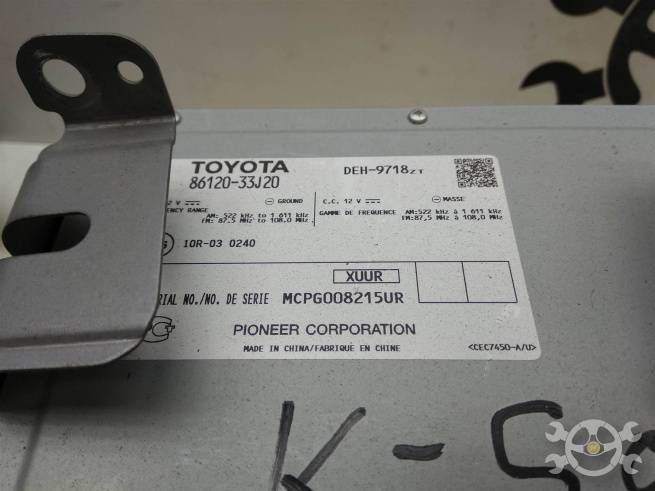 TOYOTA DEH-9718ZT
86120-33J20
12 V ⎓ ⊖ GROUND C.C. 12 V ⎓ ⊖ MASSE
RANGE AM: 522 kHz to 1 611 kHz GAMME DE FREQUENCE AM:522 kHz à 1 611 kHz
FM: 87,5 MHz to 108,0 MHz FM: 87,5 MHz à 108,0 MHz
10R-03 0240
XUUR
NO./NO. DE SERIE MCPG008215UR
PIONEER CORPORATION
MADE IN CHINA/FABRIQUÉ EN CHINE <CEC7450-A/U>